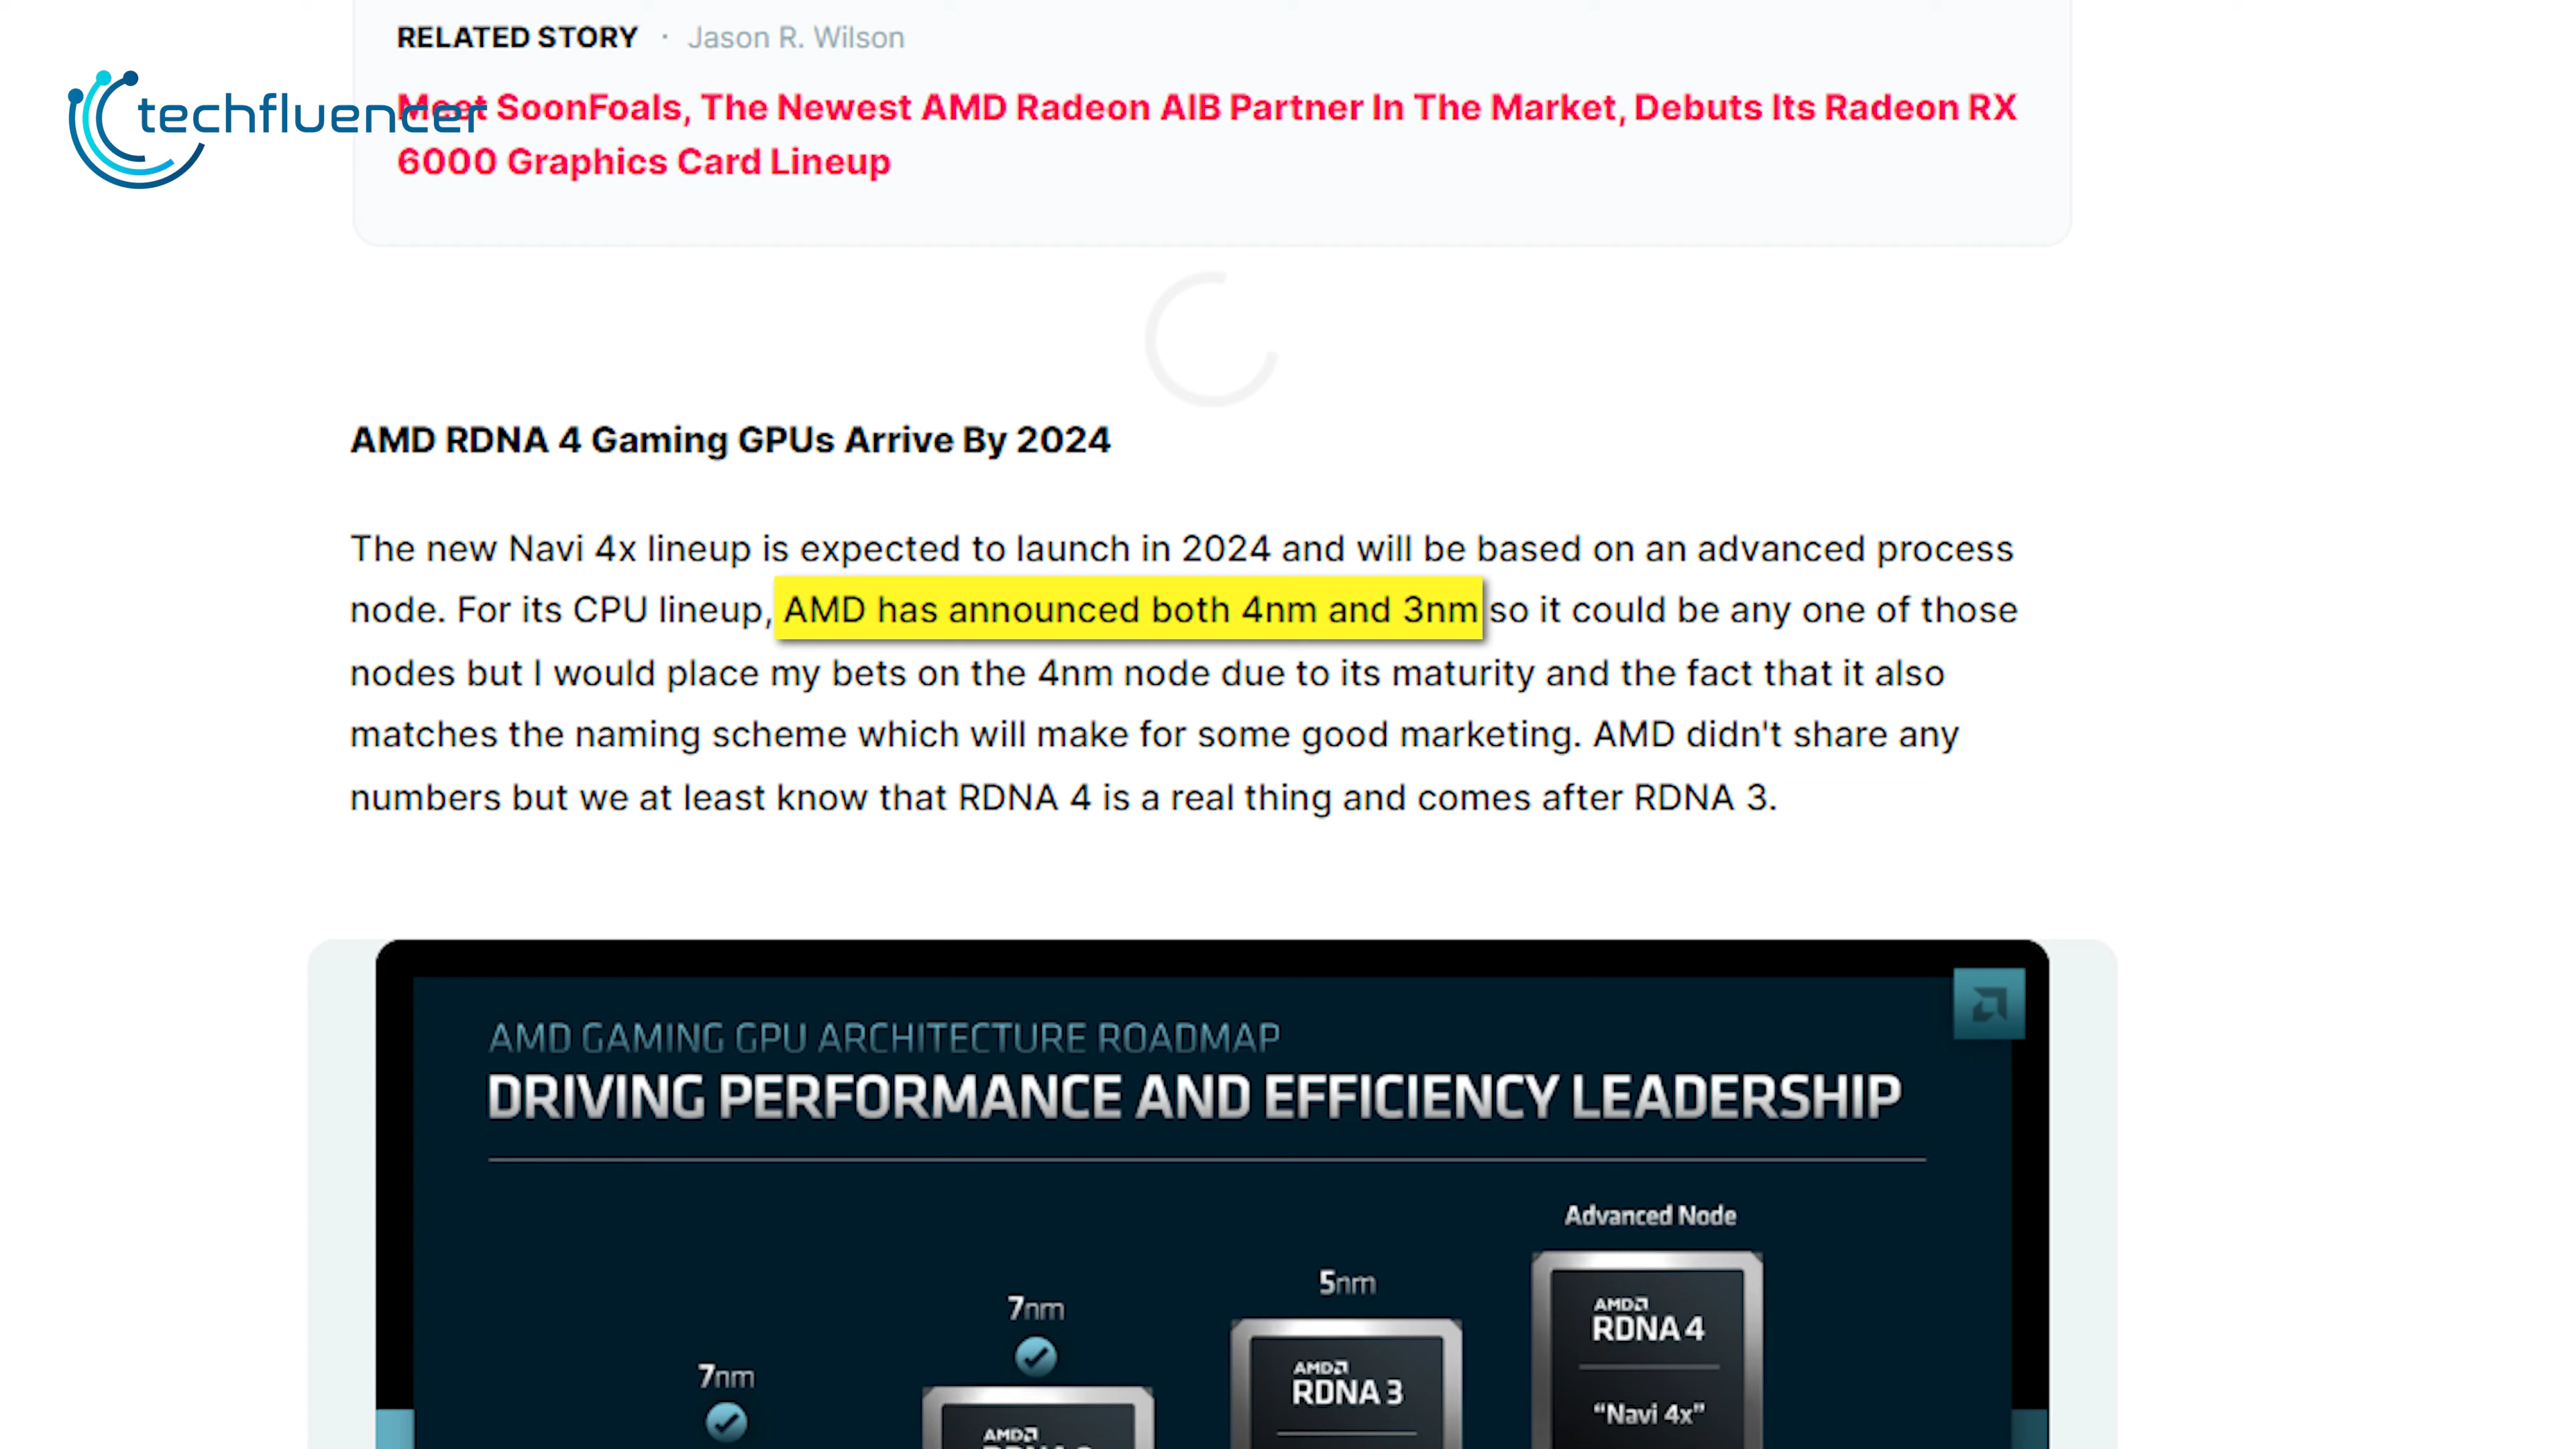 RELATED STORY · Jason R. Wilson
techfluencer
Meet SoonFoals, The Newest AMD Radeon AIB Partner In The Market, Debuts Its Radeon RX
6000 Graphics Card Lineup
AMD RDNA 4 Gaming GPUs Arrive By 2024
The new Navi 4x lineup is expected to launch in 2024 and will be based on an advanced process
node. For its CPU lineup, AMD has announced both 4nm and 3nm so it could be any one of those
nodes but I would place my bets on the 4nm node due to its maturity and the fact that it also
matches the naming scheme which will make for some good marketing. AMD didn't share any
numbers but we at least know that RDNA 4 is a real thing and comes after RDNA 3.
AMD GAMING GPU ARCHITECTURE ROADMAP
DRIVING PERFORMANCE AND EFFICIENCY LEADERSHIP
Advanced Node
AMD
RDNA 4
"Navi 4x"
5nm
AMD
RDNA 3
7nm
AMD
7nm